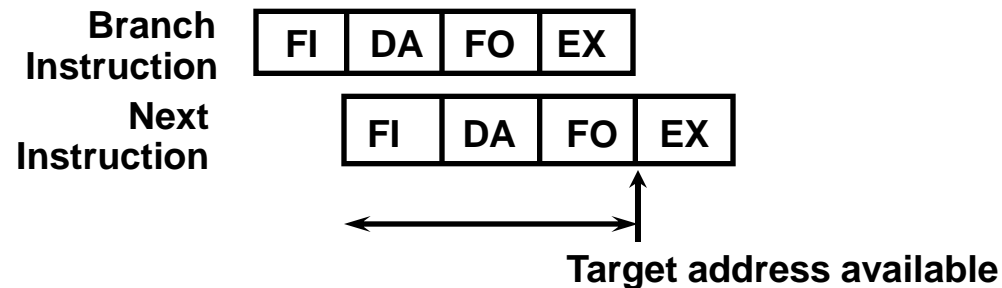 Branch
Instruction
FI DA FO EX
Next
Instruction
FI DA FO EX
Target address available